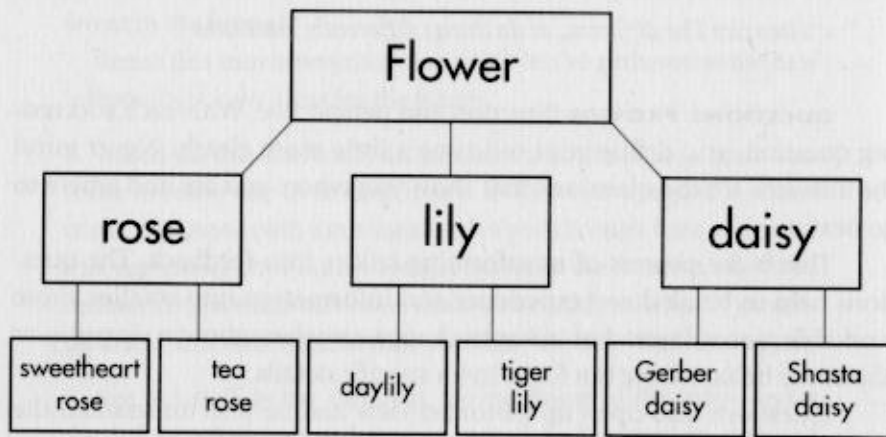 Flower
rose
lily
daisy
sweetheart
rose
tea
rose
daylily
tiger
lily
Gerber
daisy
Shasta
daisy